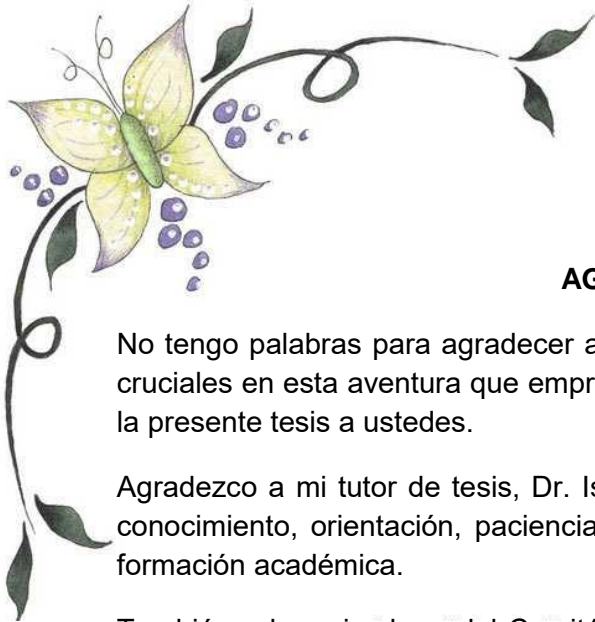 AG
No tengo palabras para agradecer a
cruciales en esta aventura que empr
la presente tesis a ustedes.
Agradezco a mi tutor de tesis, Dr. Is
conocimiento, orientación, paciencia
formación académica.